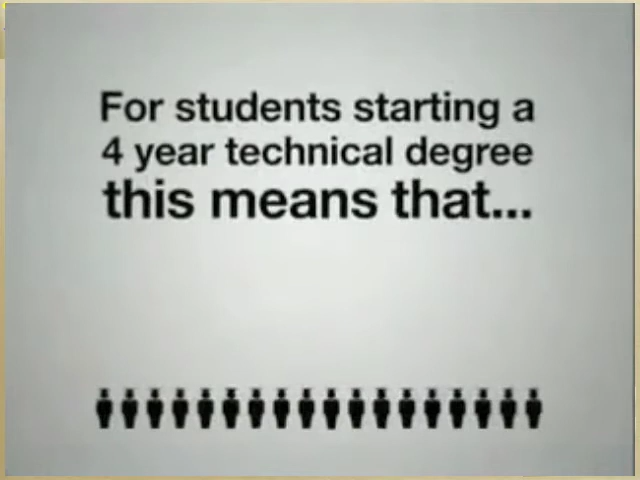 For students starting a
4 year technical degree
this means that...